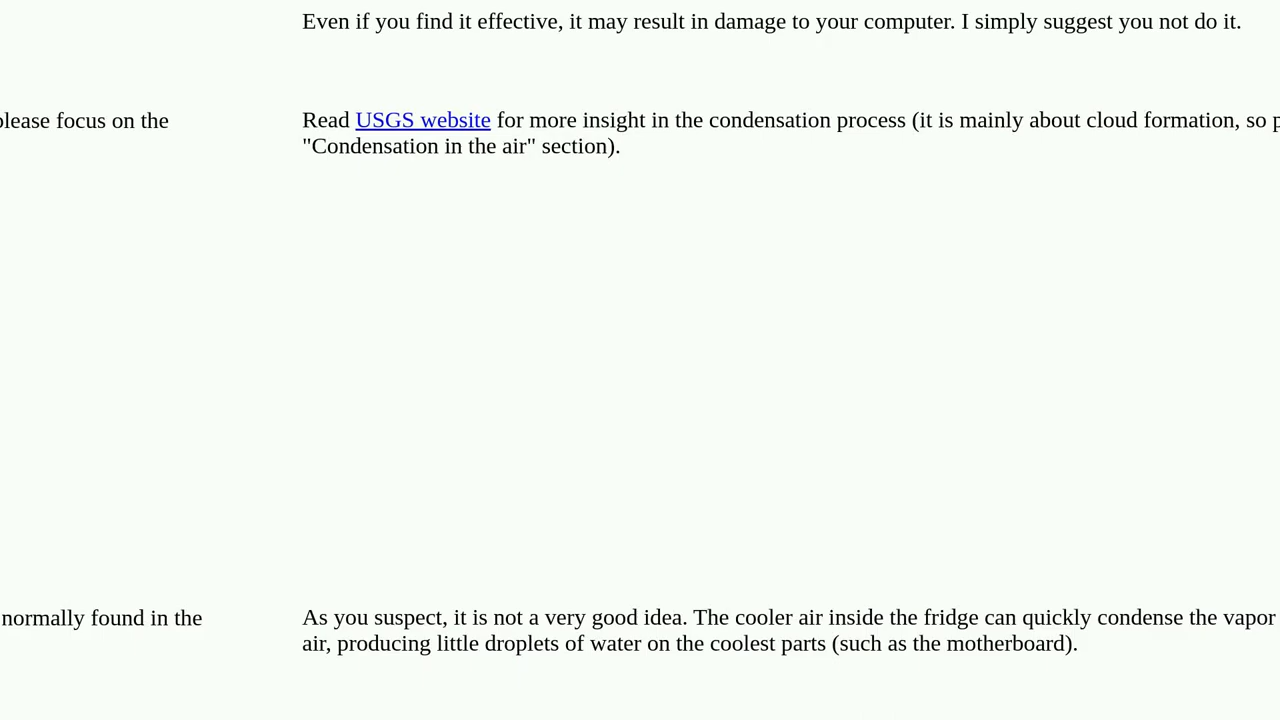 Even if you find it effective, it may result in damage to your computer. I simply suggest you not do it.
please focus on the
Read USGS website for more insight in the condensation process (it is mainly about cloud formation, so p
"Condensation in the air" section).
normally found in the
As you suspect, it is not a very good idea. The cooler air inside the fridge can quickly condense the vapor
air, producing little droplets of water on the coolest parts (such as the motherboard).